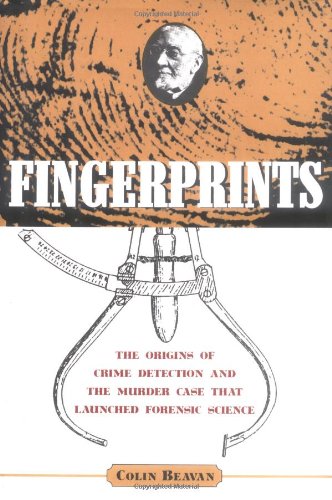 FINGERPRINTS
THE ORIGINS OF
CRIME DETECTION AND
THE MURDER CASE THAT
LAUNCHED FORENSIC SCIENCE
COLIN BEAVAN